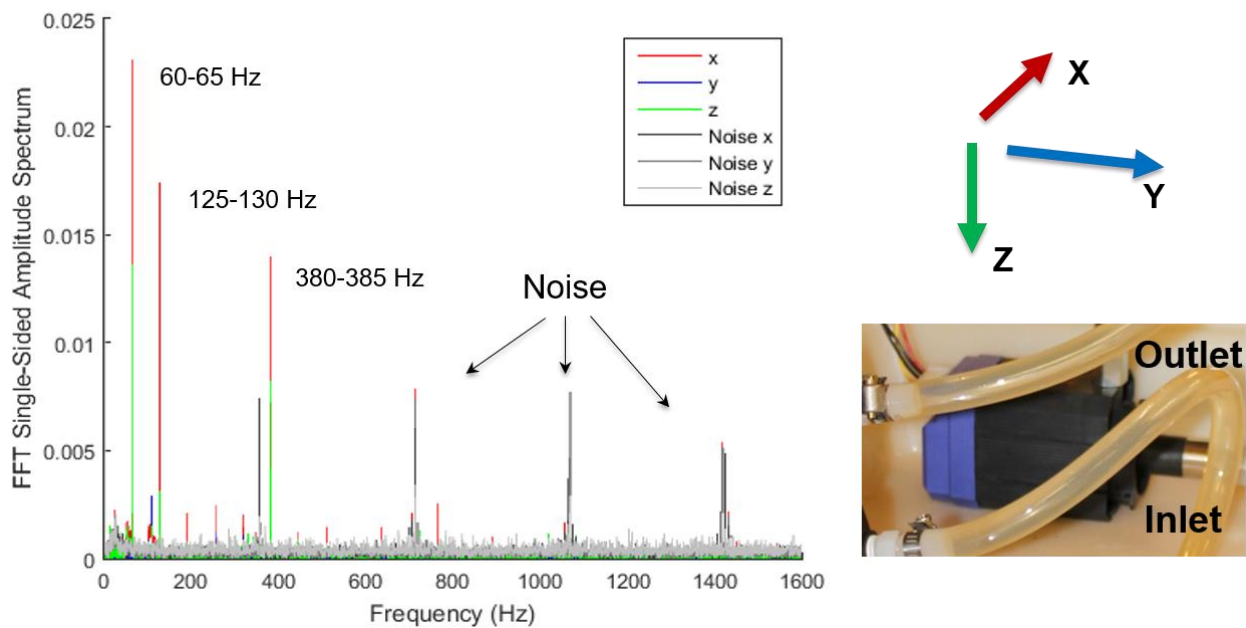 FFT Single-Sided Amplitude Spectrum
0.025
0.02
0.015
0.01
0.005
0
0
200
400
600
800
1000
1200
1400
1600
Frequency (Hz)
60-65 Hz
125-130 Hz
380-385 Hz
Noise
x
y
z
Noise x
Noise y
Noise z
X
Y
Z
Outlet
Inlet